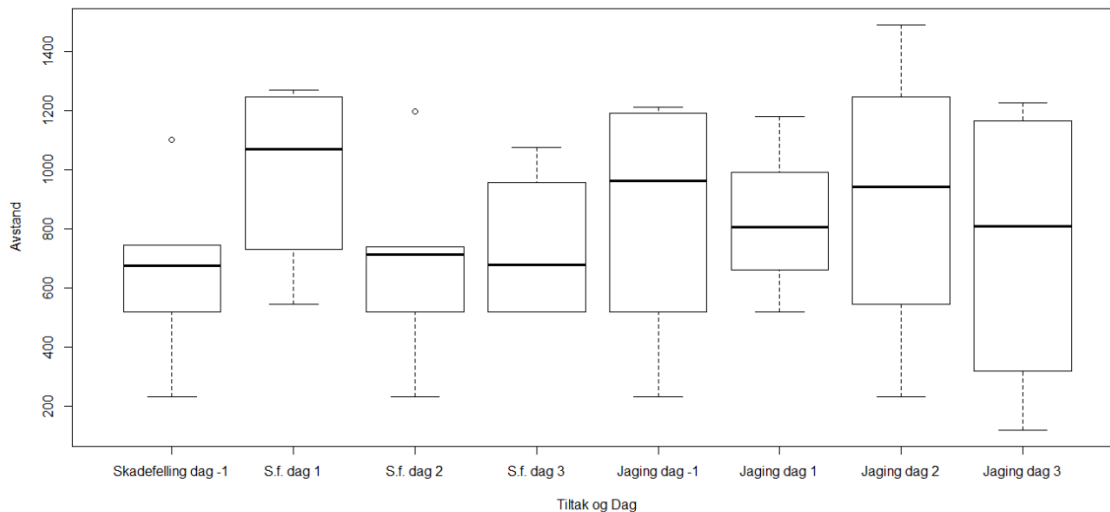 Avstand
1400
1200
1000
800
600
400
200
Skadefelling dag -1
S.f. dag 1
S.f. dag 2
S.f. dag 3
Jaging dag -1
Jaging dag 1
Jaging dag 2
Jaging dag 3
Tiltak og Dag